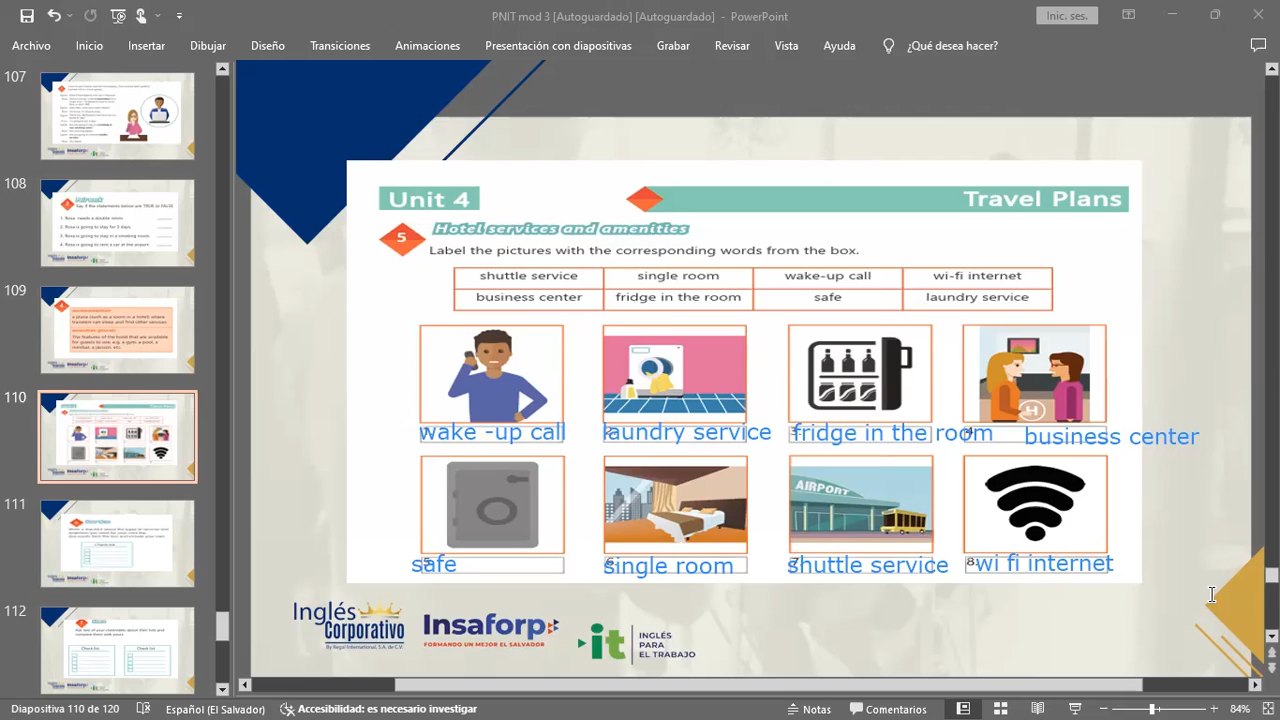 PNIT mod 3 [Autoguardado] [Autoguardado] - PowerPoint
Inic. ses.
Archivo Inicio Insertar Dibujar Diseño Transiciones Animaciones Presentación con diapositivas Grabar Revisar Vista Ayuda ¿Qué desea hacer?
107
108
109
110
111
112
Unit 4
Travel Plans
5 Hotel services and amenities
Label the pictures with the corresponding words from the box.
shuttle service single room wake-up call wi-fi internet
business center fridge in the room safe laundry service
wake -up call laundry service fridge in the room business center
AIRPORT
safe single room shuttle service 8. wi fi internet
Inglés
Corporativo
By Regal International, S.A. de C.V.
Insaforp
FORMANDO UN MEJOR EL SALVADOR
it
INGLÉS
PARA
EL TRABAJO
Diapositiva 110 de 120 Español (El Salvador) Accesibilidad: es necesario investigar Notas Comentarios 84%